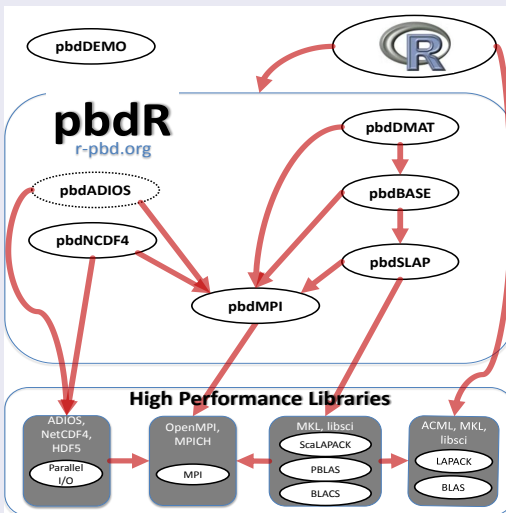 pbdDEMO
R
pbdR
r-pbd.org
pbdDMAT
pbdADIOS
pbdBASE
pbdNCDF4
pbdSLAP
pbdMPI
High Performance Libraries
ADIOS,
NetCDF4,
HDF5
Parallel
I/O
OpenMPI,
MPICH
MPI
MKL, libsci
ScaLAPACK
PBLAS
BLACS
ACML, MKL,
libsci
LAPACK
BLAS